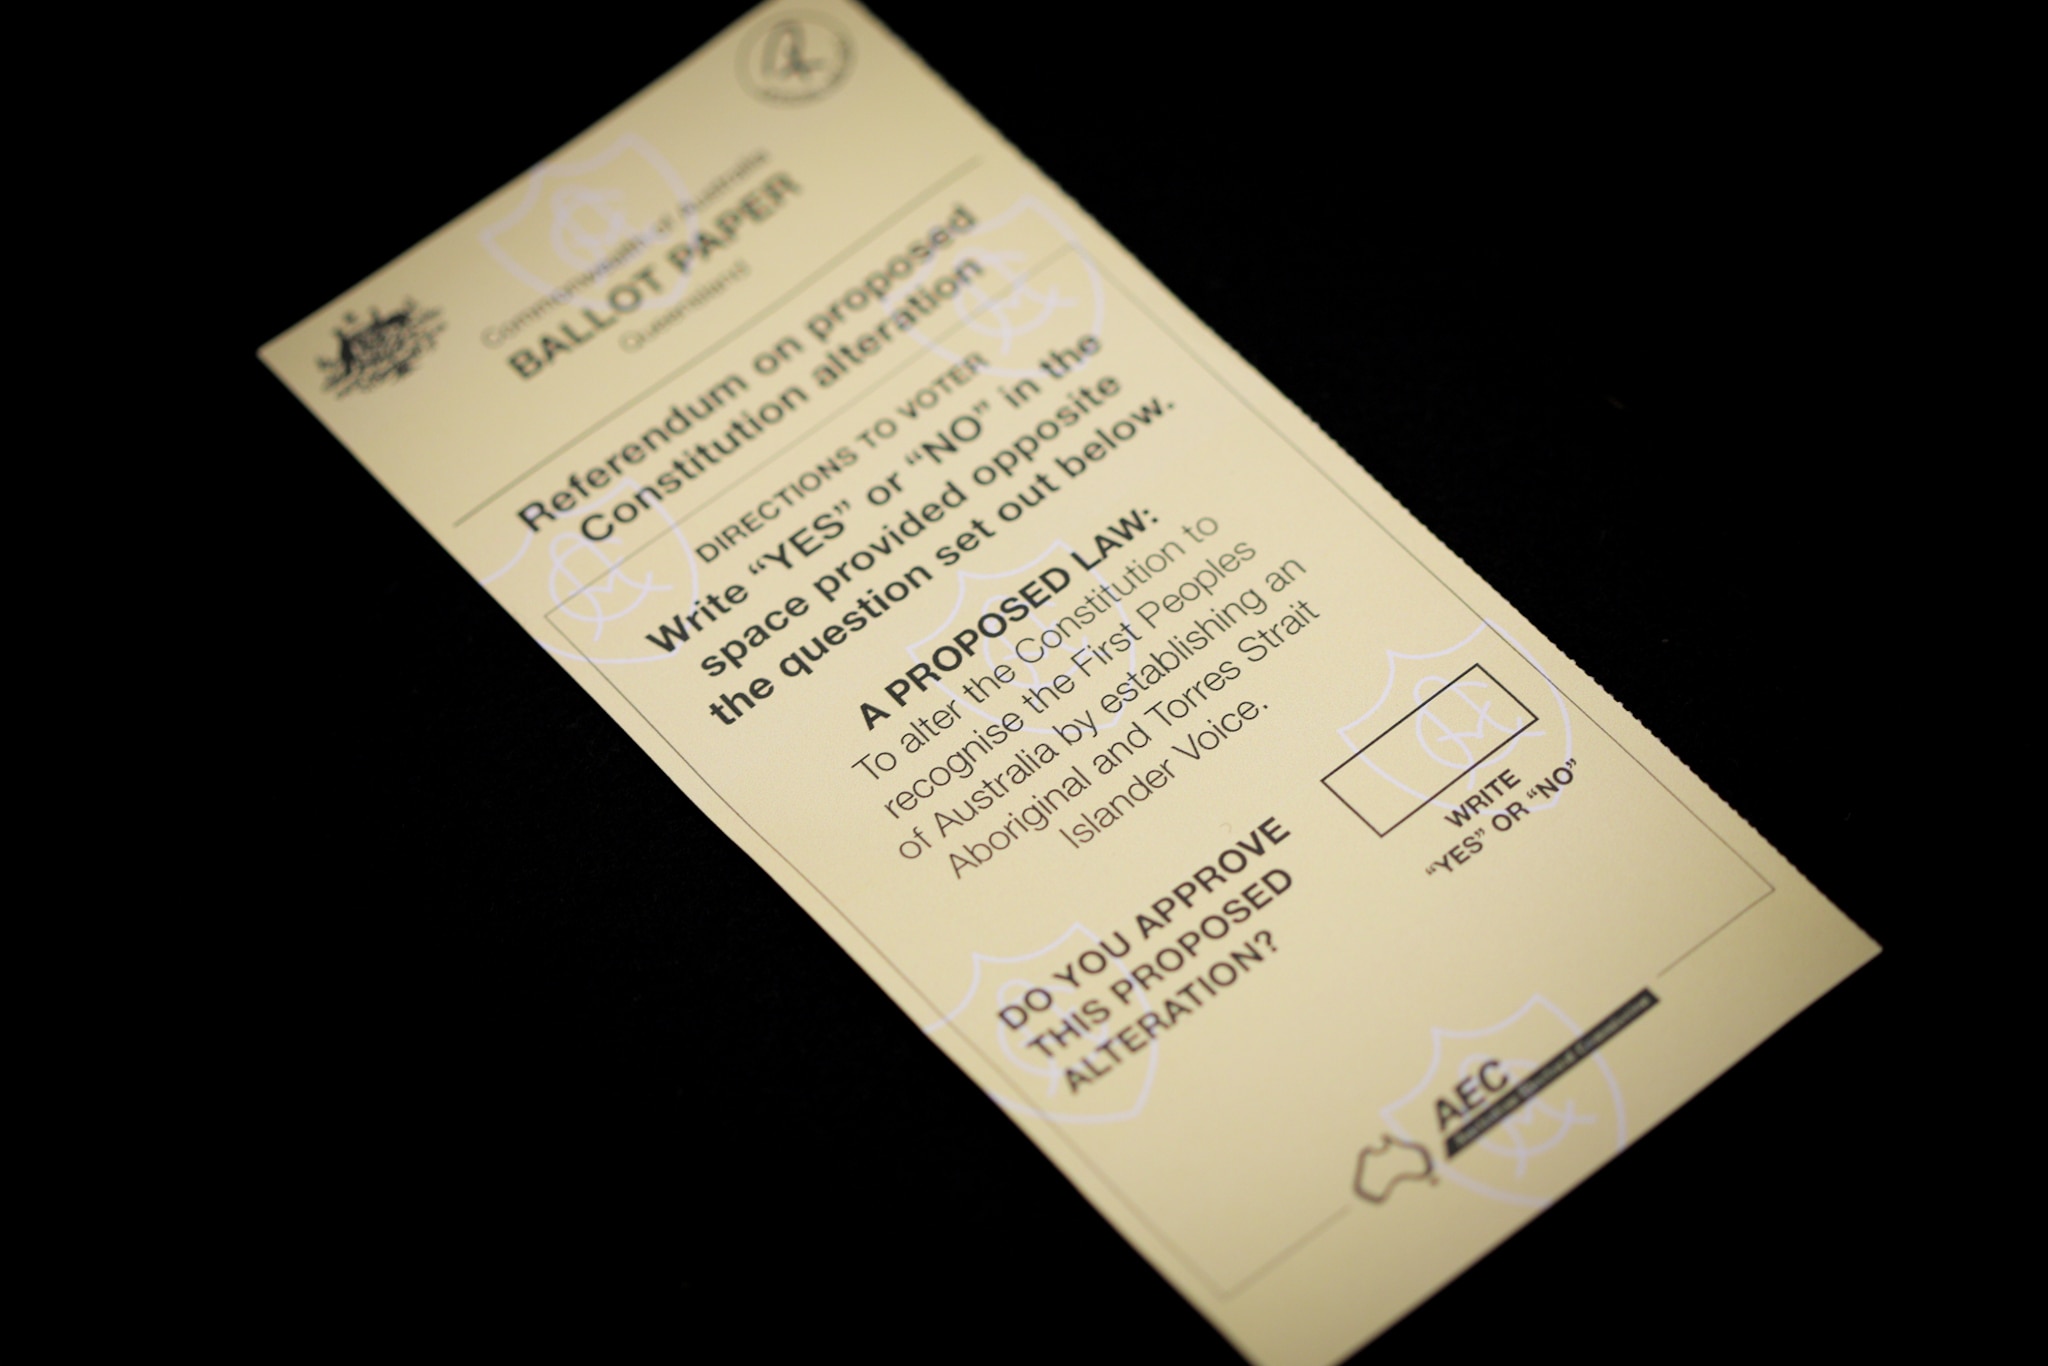 Commonwealth of Australia
BALLOT PAPER
Queensland
Referendum on proposed
Constitution alteration
DIRECTIONS TO VOTER
Write “YES” or “NO” in the
space provided opposite
the question set out below.
A PROPOSED LAW:
To alter the Constitution to
recognise the First Peoples
of Australia by establishing an
Aboriginal and Torres Strait
Islander Voice.
DO YOU APPROVE
THIS PROPOSED
ALTERATION?
WRITE
“YES” OR “NO”
AEC
Australian Electoral Commission